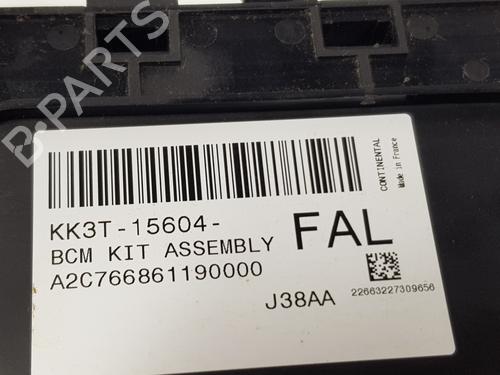 B-PARTS
CONTINENTAL
Made in France
KK3T-15604-
FAL
BCM KIT ASSEMBLY
A2C766861190000
J38AA
22663227309656